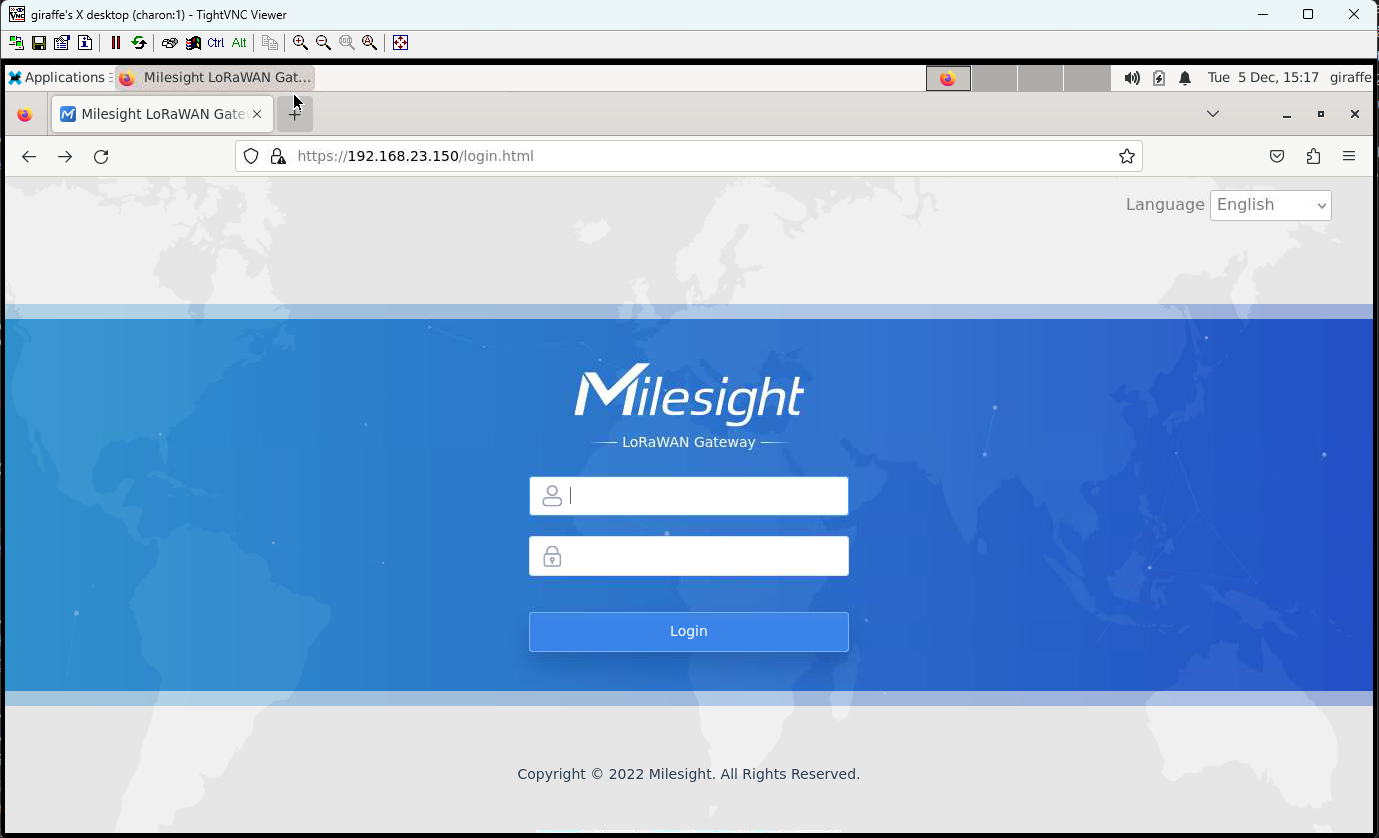 giraffe's X desktop (charon:1) - TightVNC Viewer
Ctrl Alt
Applications Milesight LoRaWAN Gat... Tue 5 Dec, 15:17 giraffe
Milesight LoRaWAN Gate
https://192.168.23.150/login.html
Language English
Milesight
LoRaWAN Gateway
Login
Copyright © 2022 Milesight. All Rights Reserved.